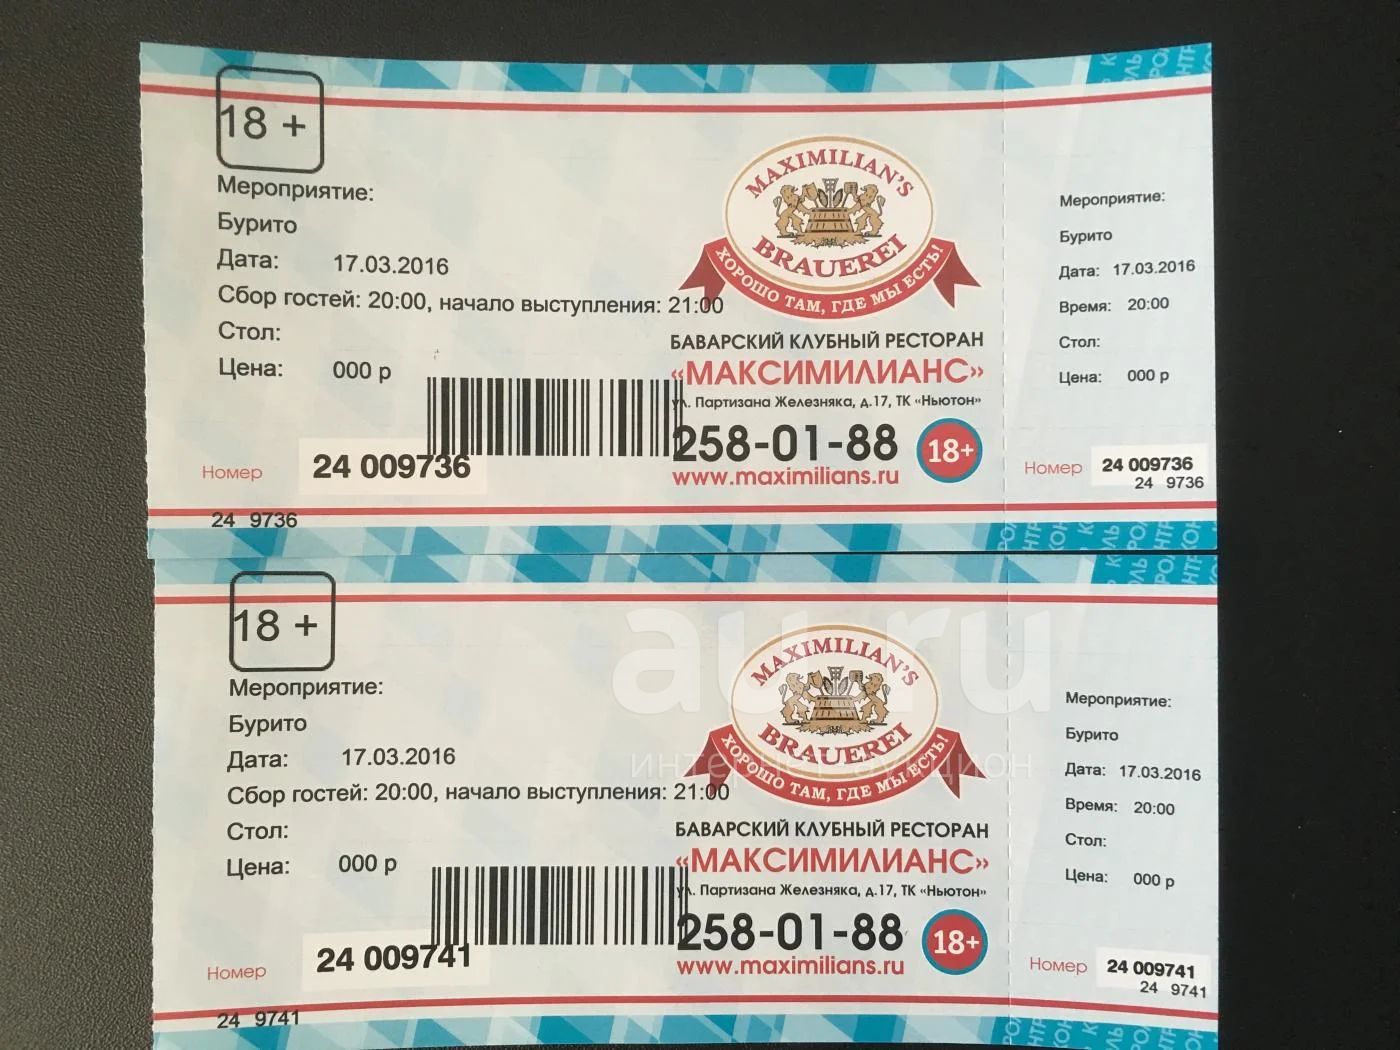 18 +
Мероприятие:
Бурито
Дата: 17.03.2016
Сбор гостей: 20:00, начало выступления: 21:00
Стол:
Цена: 000 р
Номер 24 009736
24 9736
MAXIMILIAN'S
BRAUEREI
ХОРОШО ТАМ, ГДЕ МЫ ЕСТЬ!
БАВАРСКИЙ КЛУБНЫЙ РЕСТОРАН
«МАКСИМИЛИАНС»
ул. Партизана Железняка, д.17, ТК «Ньютон»
258-01-88
18+
www.maximilians.ru
Мероприятие:
Бурито
Дата: 17.03.2016
Время: 20:00
Стол:
Цена: 000 р
Номер 24 009736
24 9736
18 +
Мероприятие:
Бурито
Дата: 17.03.2016
Сбор гостей: 20:00, начало выступления: 21:00
Стол:
Цена: 000 р
Номер 24 009741
24 9741
au.ru
интернет-аукцион
MAXIMILIAN'S
BRAUEREI
ХОРОШО ТАМ, ГДЕ МЫ ЕСТЬ!
БАВАРСКИЙ КЛУБНЫЙ РЕСТОРАН
«МАКСИМИЛИАНС»
ул. Партизана Железняка, д.17, ТК «Ньютон»
258-01-88
18+
www.maximilians.ru
Мероприятие:
Бурито
Дата: 17.03.2016
Время: 20:00
Стол:
Цена: 000 р
Номер 24 009741
24 9741